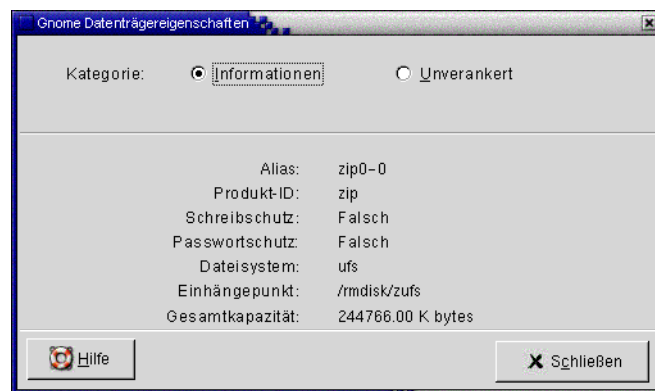 Gnome Datenträgereigenschaften
Kategorie: Informationen Unverankert
Alias: zip0-0
Produkt-ID: zip
Schreibschutz: Falsch
Passwortschutz: Falsch
Dateisystem: ufs
Einhängepunkt: /rmdisk/zufs
Gesamtkapazität: 244766.00 K bytes
Hilfe Schließen